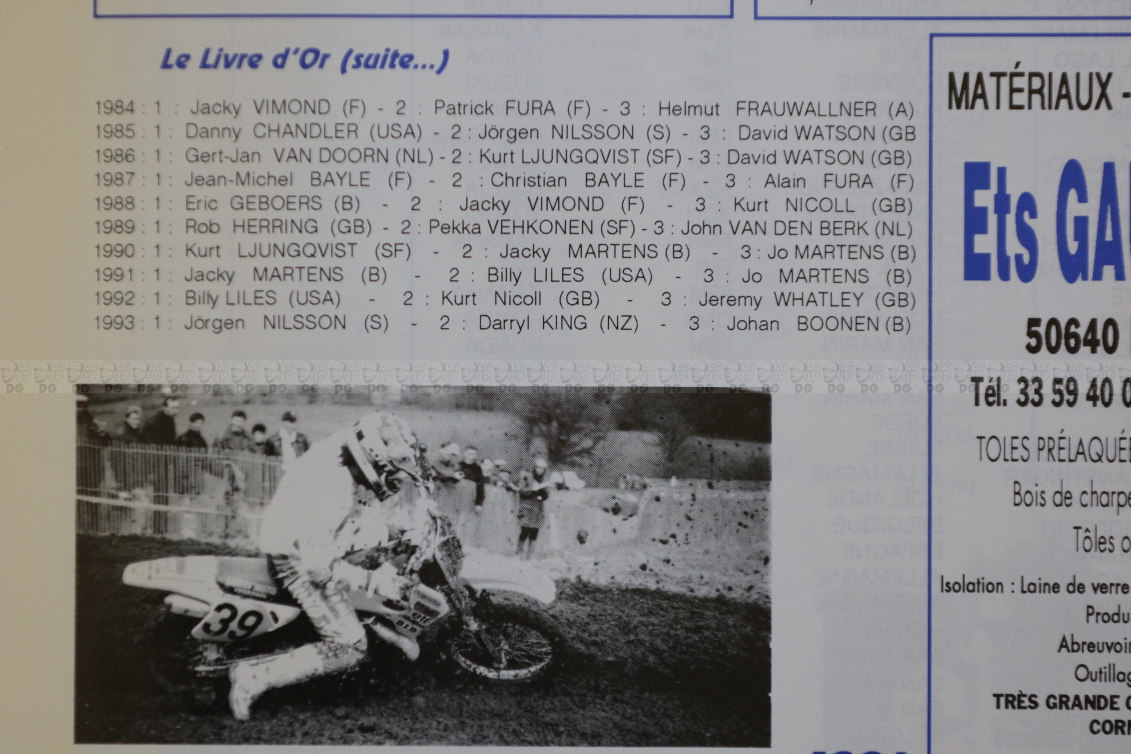 Le Livre d'Or (suite...)
1984 : 1 : Jacky VIMOND (F) - 2 : Patrick FURA (F) - 3 : Helmut FRAUWALLNER (A)
1985 : 1 : Danny CHANDLER (USA) - 2 : Jörgen NILSSON (S) - 3 : David WATSON (GB
1986 : 1 : Gert-Jan VAN DOORN (NL) - 2 : Kurt LJUNGQVIST (SF) - 3 : David WATSON (GB)
1987 : 1 : Jean-Michel BAYLE (F) - 2 : Christian BAYLE (F) - 3 : Alain FURA (F)
1988 : 1 : Eric GEBOERS (B) - 2 : Jacky VIMOND (F) - 3 : Kurt NICOLL (GB)
1989 : 1 : Rob HERRING (GB) - 2 : Pekka VEHKONEN (SF) - 3 : John VAN DEN BERK (NL)
1990 : 1 : Kurt LJUNGQVIST (SF) - 2 : Jacky MARTENS (B) - 3 : Jo MARTENS (B)
1991 : 1 : Jacky MARTENS (B) - 2 : Billy LILES (USA) - 3 : Jo MARTENS (B)
1992 : 1 : Billy LILES (USA) - 2 : Kurt Nicoll (GB) - 3 : Jeremy WHATLEY (GB)
1993 : 1 : Jörgen NILSSON (S) - 2 : Darryl KING (NZ) - 3 : Johan BOONEN (B)
39
elf
MATÉRIAUX -
Ets GA
50640
Tél. 33 59 40 0
TOLES PRÉLAQUÉE
Bois de charpe
Tôles o
Isolation : Laine de verre
Produ
Abreuvoir
Outillag
TRÈS GRANDE
CORN